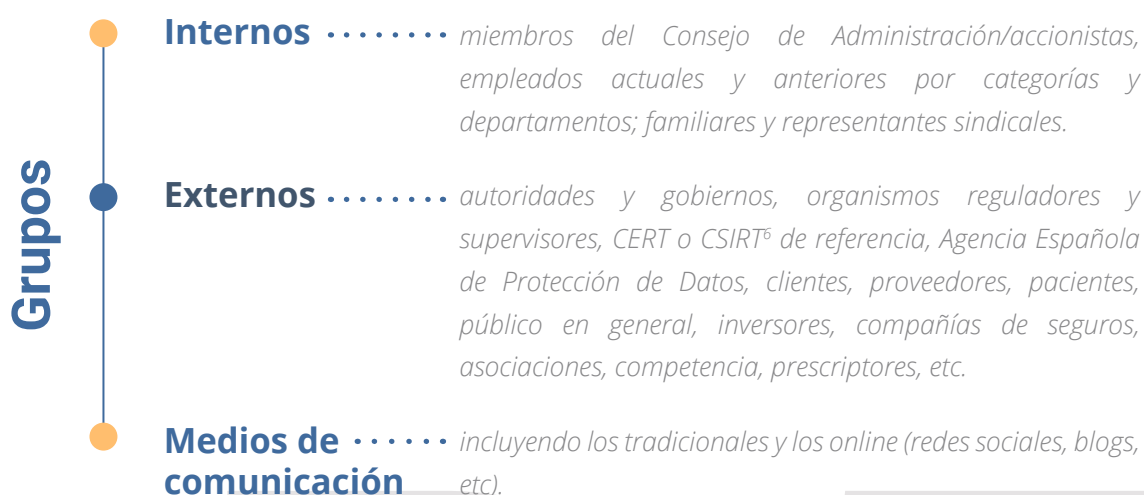 Grupos
Internos ........ miembros del Consejo de Administración/accionistas,
empleados actuales y anteriores por categorías y
departamentos; familiares y representantes sindicales.
Externos ........ autoridades y gobiernos, organismos reguladores y
supervisores, CERT o CSIRT⁶ de referencia, Agencia Española
de Protección de Datos, clientes, proveedores, pacientes,
público en general, inversores, compañías de seguros,
asociaciones, competencia, prescriptores, etc.
Medios de ...... incluyendo los tradicionales y los online (redes sociales, blogs,
comunicación etc).